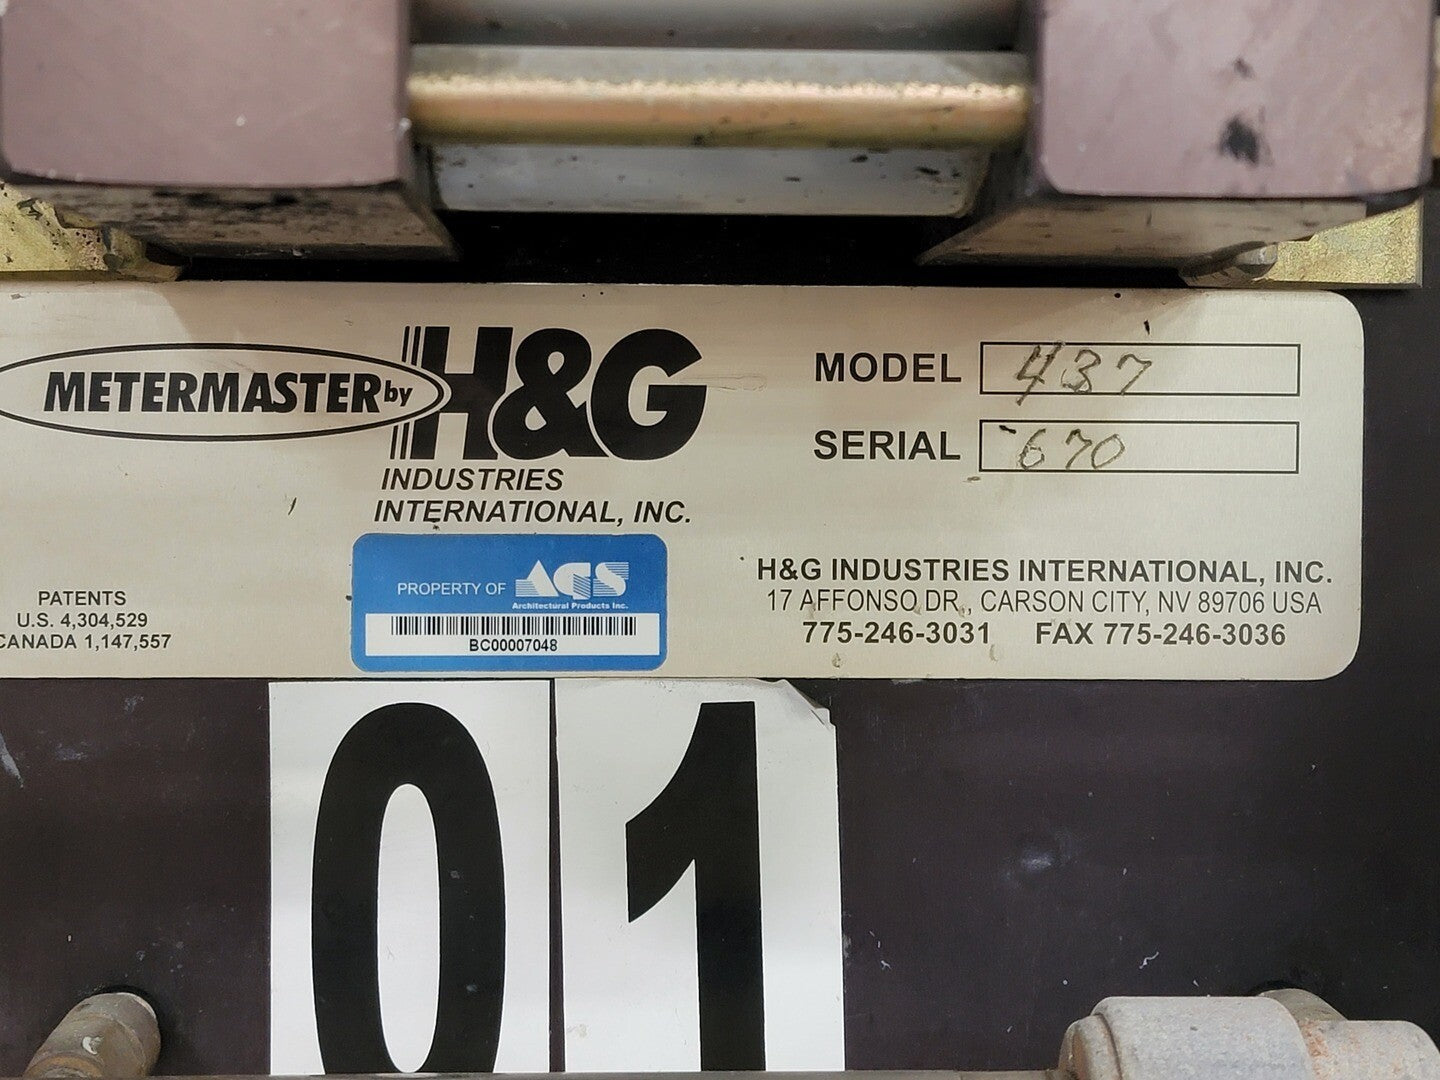 METERMASTER by H&G
INDUSTRIES
INTERNATIONAL, INC.
MODEL 437
SERIAL 670
PATENTS
U.S. 4,304,529
CANADA 1,147,557
PROPERTY OF AGS
Architectural Products Inc.
BC00007048
H&G INDUSTRIES INTERNATIONAL, INC.
17 AFFONSO DR., CARSON CITY, NV 89706 USA
775-246-3031 FAX 775-246-3036
01